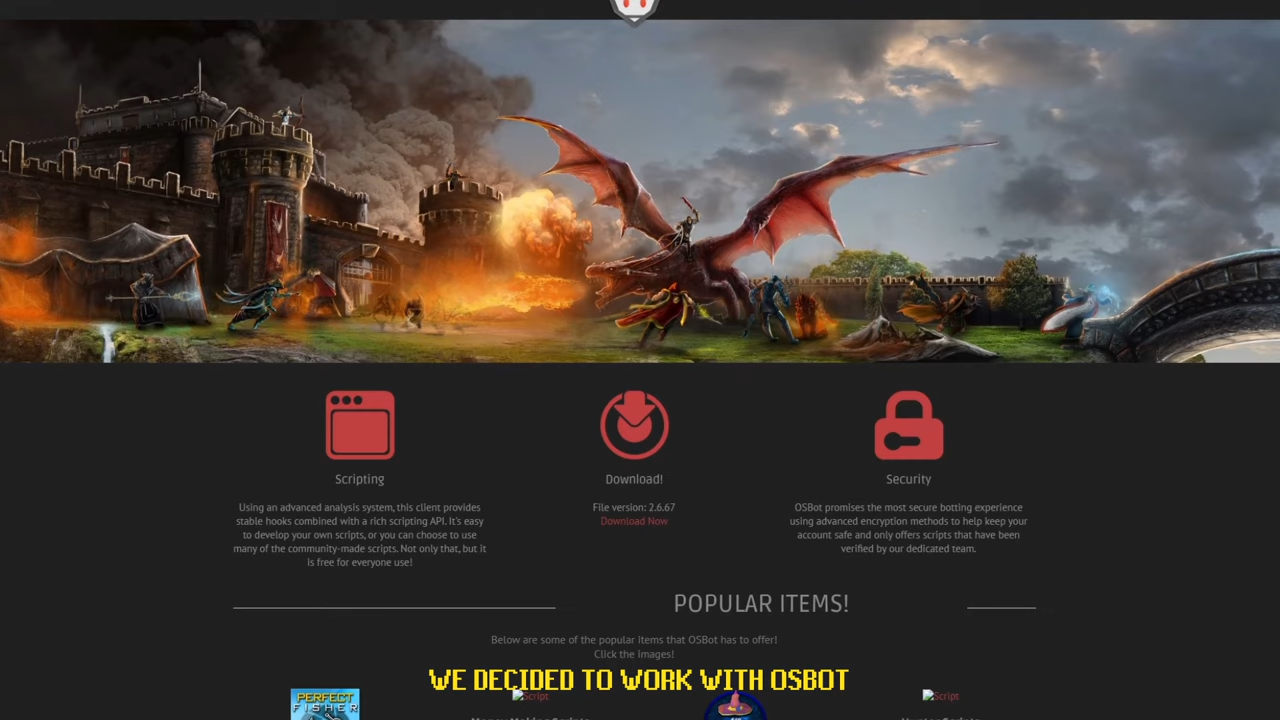 Scripting
Using an advanced analysis system, this client provides
stable hooks combined with a rich scripting API. It's easy
to develop your own scripts, or you can choose to use
many of the community-made scripts. Not only that, but it
is free for everyone use!
Download!
File version: 2.6.67
Download Now
Security
OSBot promises the most secure botting experience
using advanced encryption methods to help keep your
account safe and only offers scripts that have been
verified by our dedicated team.
POPULAR ITEMS!
Below are some of the popular items that OSBot has to offer!
Click the images!
WE DECIDED TO WORK WITH OSBOT
PERFECT
FISHER
Script
Script